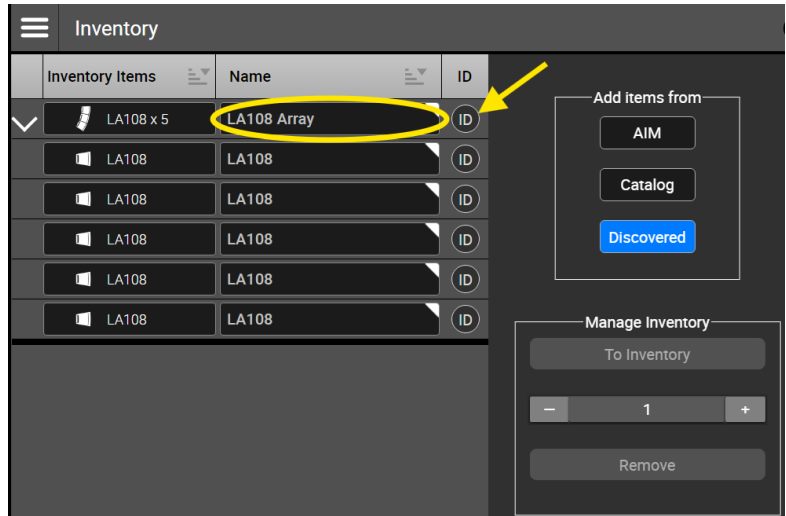 Inventory
Inventory Items Name ID
LA108 x 5 LA108 Array ID
LA108 LA108 ID
LA108 LA108 ID
LA108 LA108 ID
LA108 LA108 ID
LA108 LA108 ID
Add items from
AIM
Catalog
Discovered
Manage Inventory
To Inventory
– 1 +
Remove